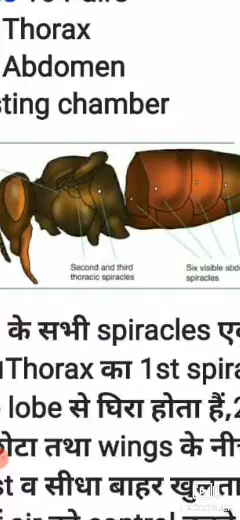 Thorax
Abdomen
sting chamber
Second and third
thoracic spiracles
Six visible abd
spiracles
के सभी spiracles
Thorax का 1st spira
lobe से घिरा होता हैं,2
तथा wings के नी
व सीधा बाहर खुलता